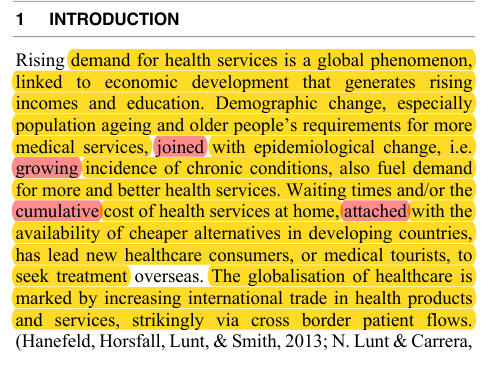 1 INTRODUCTION
Rising demand for health services is a global phenomenon,
linked to economic development that generates rising
incomes and education. Demographic change, especially
population ageing and older people's requirements for more
medical services, joined with epidemiological change, i.e.
growing incidence of chronic conditions, also fuel demand
for more and better health services. Waiting times and/or the
cumulative cost of health services at home, attached with the
availability of cheaper alternatives in developing countries,
has lead new healthcare consumers, or medical tourists, to
seek treatment overseas. The globalisation of healthcare is
marked by increasing international trade in health products
and services, strikingly via cross border patient flows.
(Hanefeld, Horsfall, Lunt, & Smith, 2013; N. Lunt & Carrera,